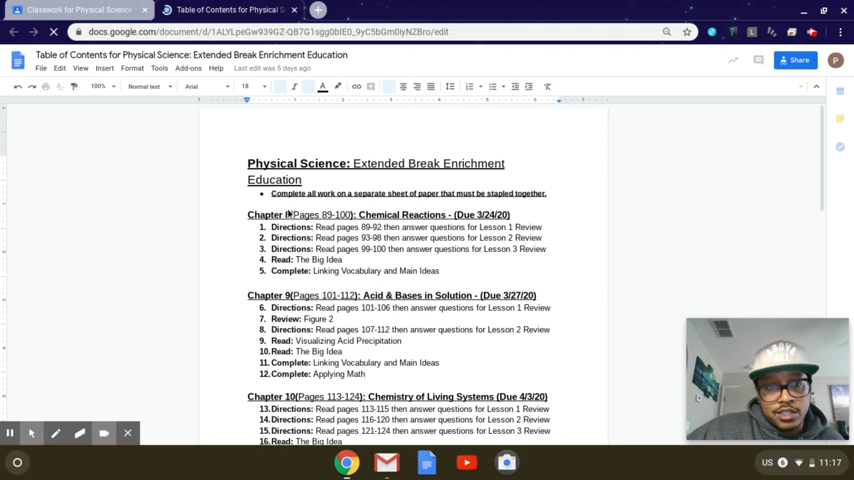 Classwork for Physical Science
Table of Contents for Physical S
docs.google.com/document/d/1ALYLpeGw939GZ-QB7G1sgg0bIE0_9yC5bGm0iyNZBro/edit
Table of Contents for Physical Science: Extended Break Enrichment Education
File Edit View Insert Format Tools Add-ons Help Last edit was 5 days ago
Share
P
100% Normal text Arial 18
Physical Science: Extended Break Enrichment
Education
• Complete all work on a separate sheet of paper that must be stapled together.
Chapter 8(Pages 89-100): Chemical Reactions - (Due 3/24/20)
1. Directions: Read pages 89-92 then answer questions for Lesson 1 Review
2. Directions: Read pages 93-98 then answer questions for Lesson 2 Review
3. Directions: Read pages 99-100 then answer questions for Lesson 3 Review
4. Read: The Big Idea
5. Complete: Linking Vocabulary and Main Ideas
Chapter 9(Pages 101-112): Acid & Bases in Solution - (Due 3/27/20)
6. Directions: Read pages 101-106 then answer questions for Lesson 1 Review
7. Review: Figure 2
8. Directions: Read pages 107-112 then answer questions for Lesson 2 Review
9. Read: Visualizing Acid Precipitation
10. Read: The Big Idea
11. Complete: Linking Vocabulary and Main Ideas
12. Complete: Applying Math
Chapter 10(Pages 113-124): Chemistry of Living Systems (Due 4/3/20)
13. Directions: Read pages 113-115 then answer questions for Lesson 1 Review
14. Directions: Read pages 116-120 then answer questions for Lesson 2 Review
15. Directions: Read pages 121-124 then answer questions for Lesson 3 Review
16. Read: The Big Idea
ABOVE
US 6 11:17